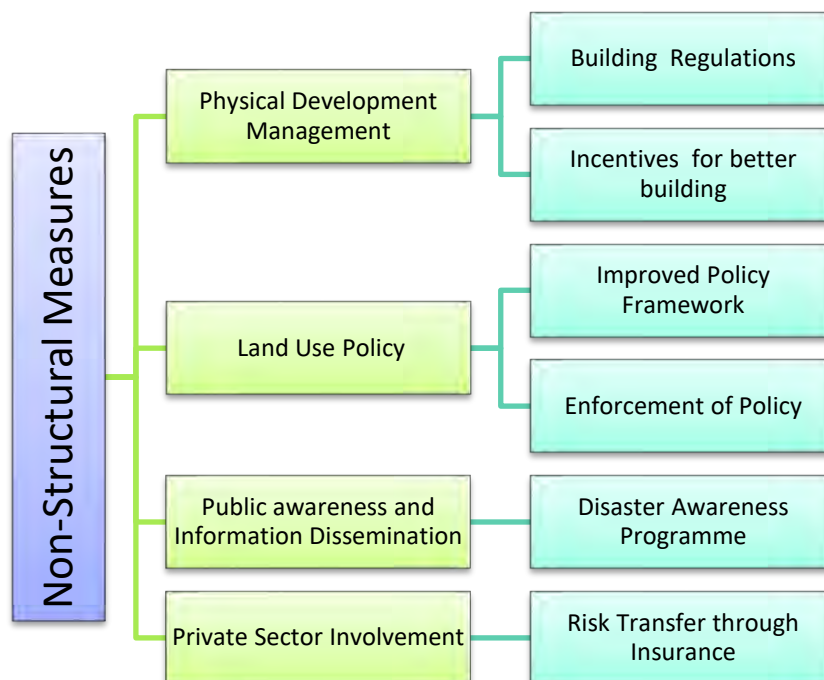 Non-Structural Measures
Physical Development
Management
Building Regulations
Incentives for better
building
Land Use Policy
Improved Policy
Framework
Enforcement of Policy
Public awareness and
Information Dissemination
Disaster Awareness
Programme
Private Sector Involvement
Risk Transfer through
Insurance